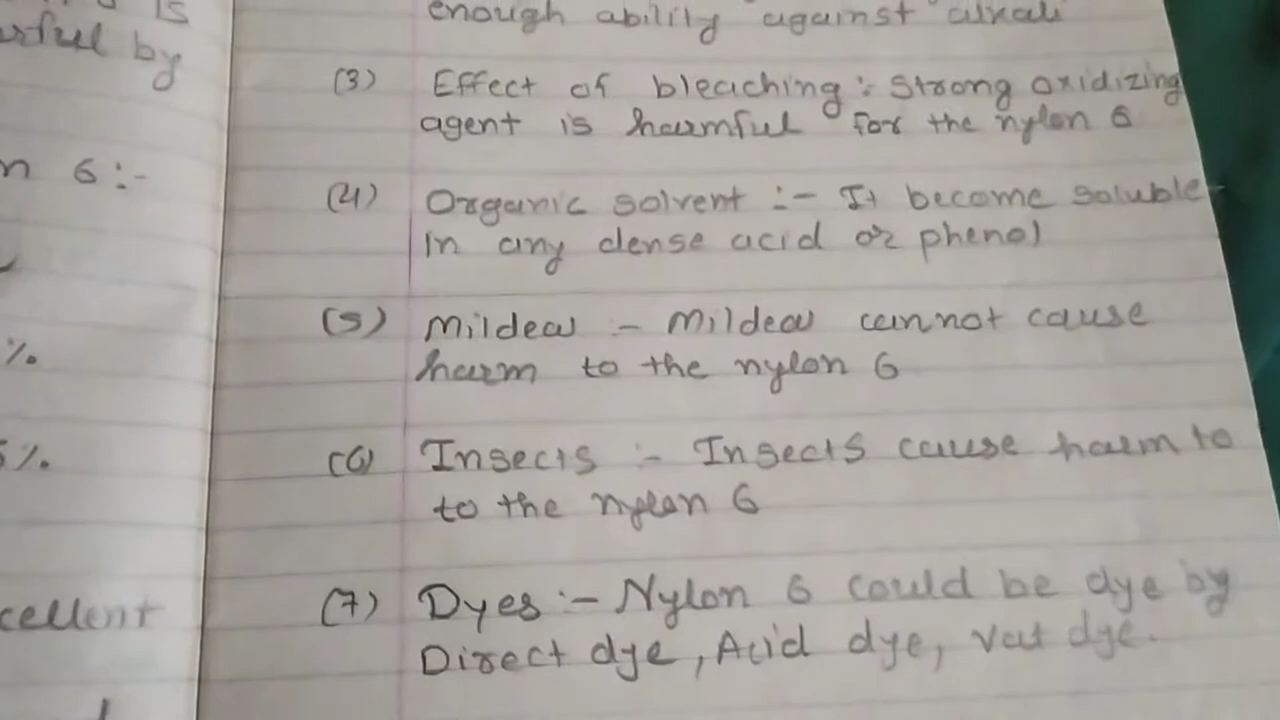 is
by
n 6:-
%.
5%.
cellent
enough ability against alkali
(3) Effect of bleaching : Strong oxidizing
agent is harmful for the nylon 6
(4) Organic solvent :- It become soluble
in any dense acid or phenol
(5) Mildew - Mildew cannot cause
harm to the nylon 6
(6) Insects :- Insects cause harm to
to the nylon 6
(7) Dyes :- Nylon 6 could be dye by
Direct dye, Acid dye, Vat dye.